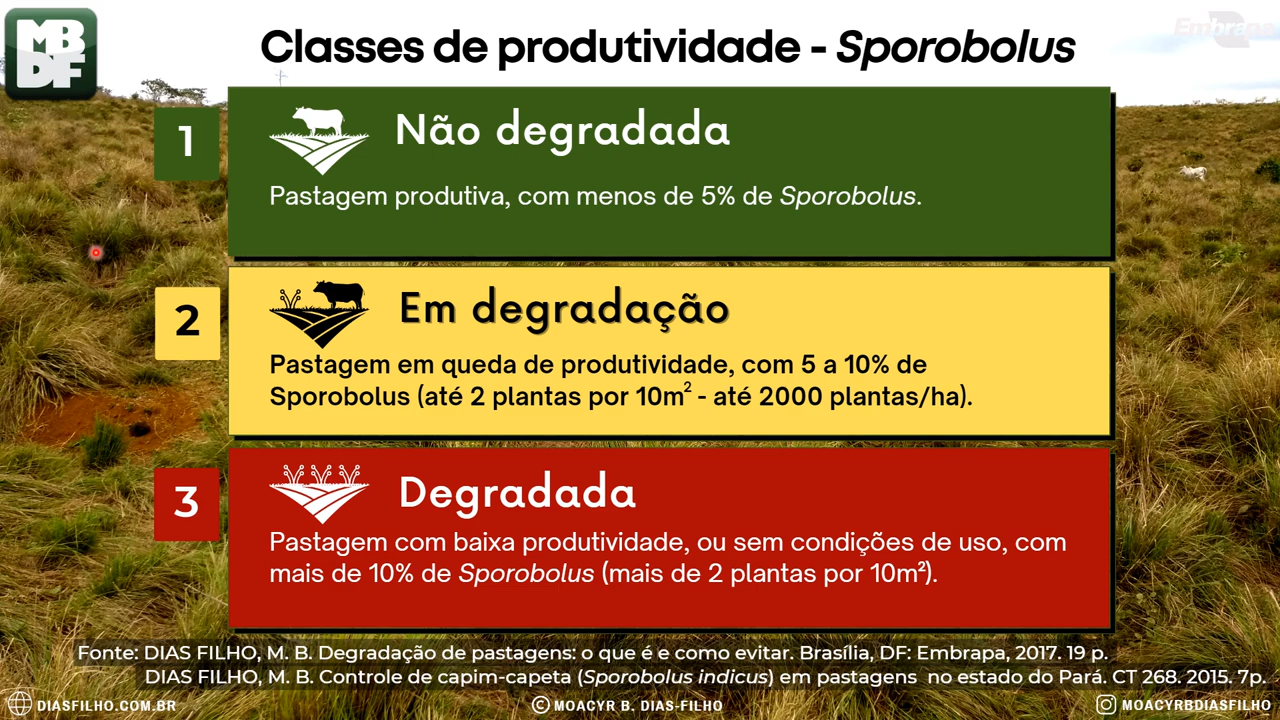 MB
DF
Classes de produtividade - Sporobolus
Embrapa
1
Não degradada
Pastagem produtiva, com menos de 5% de Sporobolus.
2
Em degradação
Pastagem em queda de produtividade, com 5 a 10% de
Sporobolus (até 2 plantas por 10m² - até 2000 plantas/ha).
3
Degradada
Pastagem com baixa produtividade, ou sem condições de uso, com
mais de 10% de Sporobolus (mais de 2 plantas por 10m²).
Fonte: DIAS FILHO, M. B. Degradação de pastagens: o que é e como evitar. Brasília, DF: Embrapa, 2017. 19 p.
DIAS FILHO, M. B. Controle de capim-capeta (Sporobolus indicus) em pastagens no estado do Pará. CT 268. 2015. 7p.
DIASFILHO.COM.BR
© MOACYR B. DIAS-FILHO
MOACYRBDIASFILHO